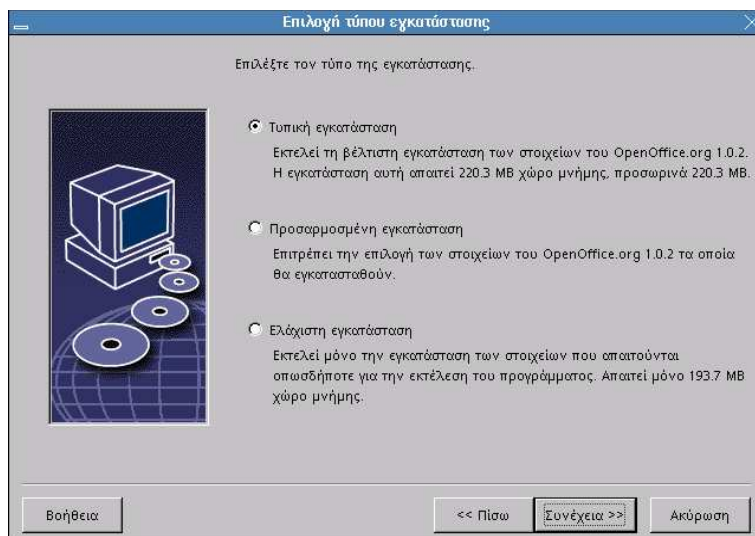 Επιλογή τύπου εγκατάστασης
Επιλέξτε τον τύπο της εγκατάστασης.
Τυπική εγκατάσταση
Εκτελεί τη βέλτιστη εγκατάσταση των στοιχείων του OpenOffice.org 1.0.2.
Η εγκατάσταση αυτή απαιτεί 220.3 MB χώρο μνήμης, προσωρινά 220.3 MB.
Προσαρμοσμένη εγκατάσταση
Επιτρέπει την επιλογή των στοιχείων του OpenOffice.org 1.0.2 τα οποία
θα εγκατασταθούν.
Ελάχιστη εγκατάσταση
Εκτελεί μόνο την εγκατάσταση των στοιχείων που απαιτούνται
οπωσδήποτε για την εκτέλεση του προγράμματος. Απαιτεί μόνο 193.7 MB
χώρο μνήμης.
Βοήθεια
<< Πίσω
Συνέχεια >>
Ακύρωση